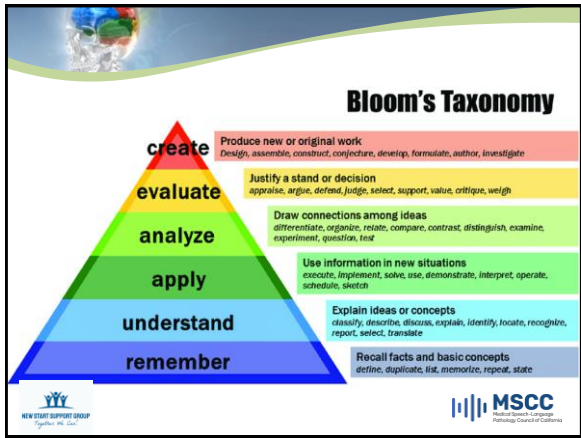 Bloom's Taxonomy
create
Produce new or original work
Design, assemble, construct, conjecture, develop, formulate, author, investigate
evaluate
Justify a stand or decision
appraise, argue, defend, judge, select, support, value, critique, weigh
analyze
Draw connections among ideas
differentiate, organize, relate, compare, contrast, distinguish, examine,
experiment, question, test
apply
Use information in new situations
execute, implement, solve, use, demonstrate, interpret, operate,
schedule, sketch
understand
Explain ideas or concepts
classify, describe, discuss, explain, identify, locate, recognize,
report, select, translate
remember
Recall facts and basic concepts
define, duplicate, list, memorize, repeat, state
NEW START SUPPORT GROUP
Together We Can!
MSCC
Medical Speech-Language
Pathology Council of California